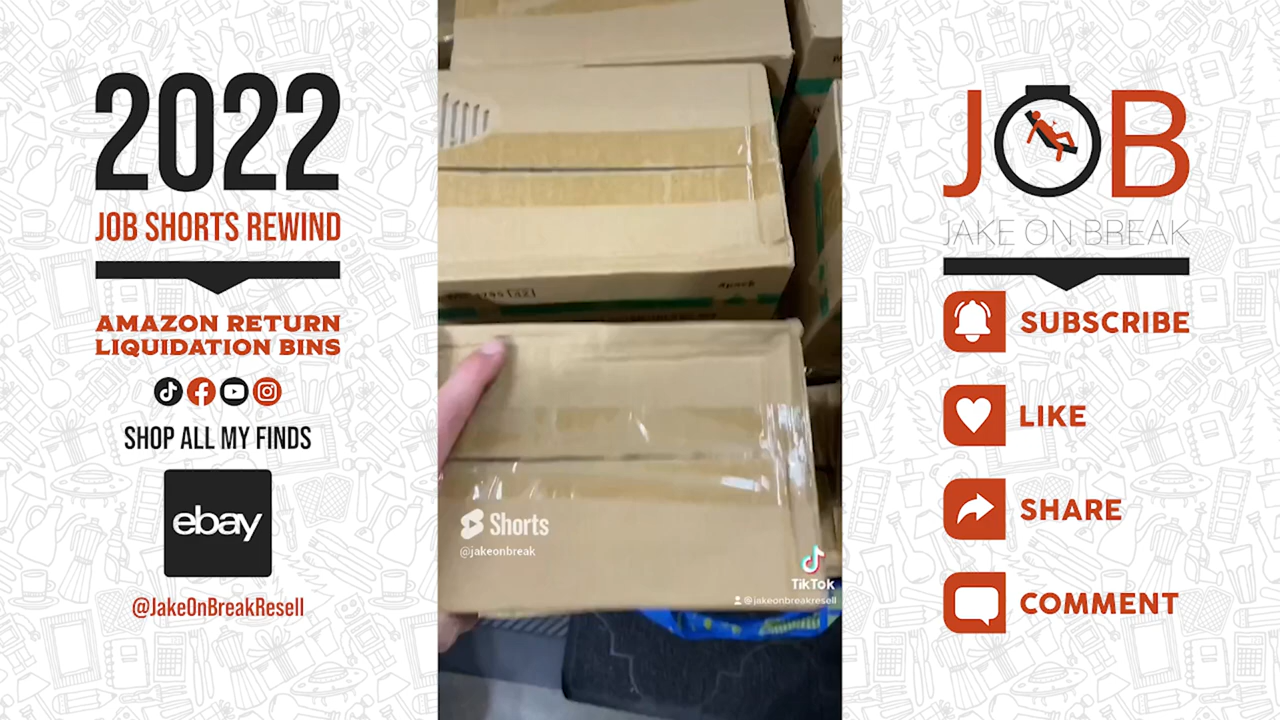 2022
JOB SHORTS REWIND
AMAZON RETURN
LIQUIDATION BINS
SHOP ALL MY FINDS
ebay
@JakeOnBreakResell
4pack
Shorts
@jakeonbreak
TikTok
@jakeonbreakresell
JOB
JAKE ON BREAK
SUBSCRIBE
LIKE
SHARE
COMMENT